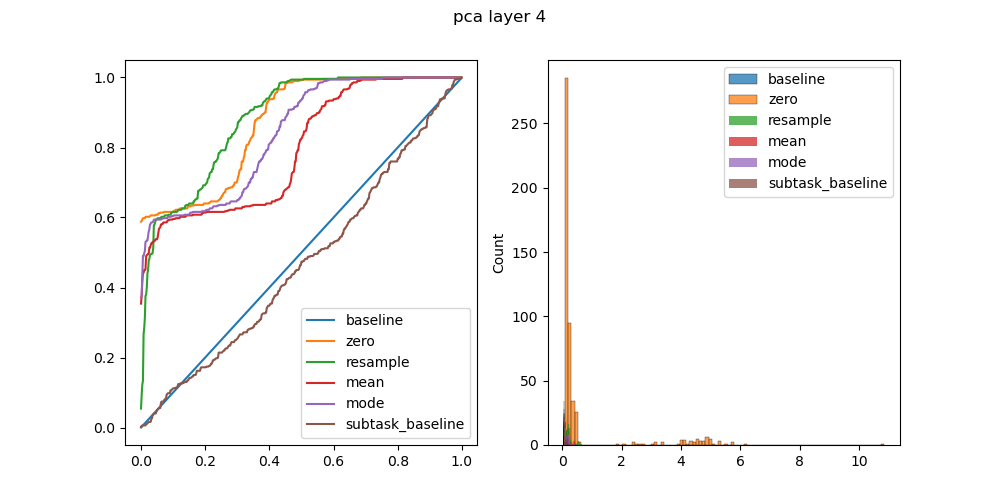 pca layer 4
1.0
0.8
0.6
0.4
0.2
0.0
0.0 0.2 0.4 0.6 0.8 1.0
baseline
zero
resample
mean
mode
subtask_baseline
Count
250
200
150
100
50
0
0 2 4 6 8 10
baseline
zero
resample
mean
mode
subtask_baseline